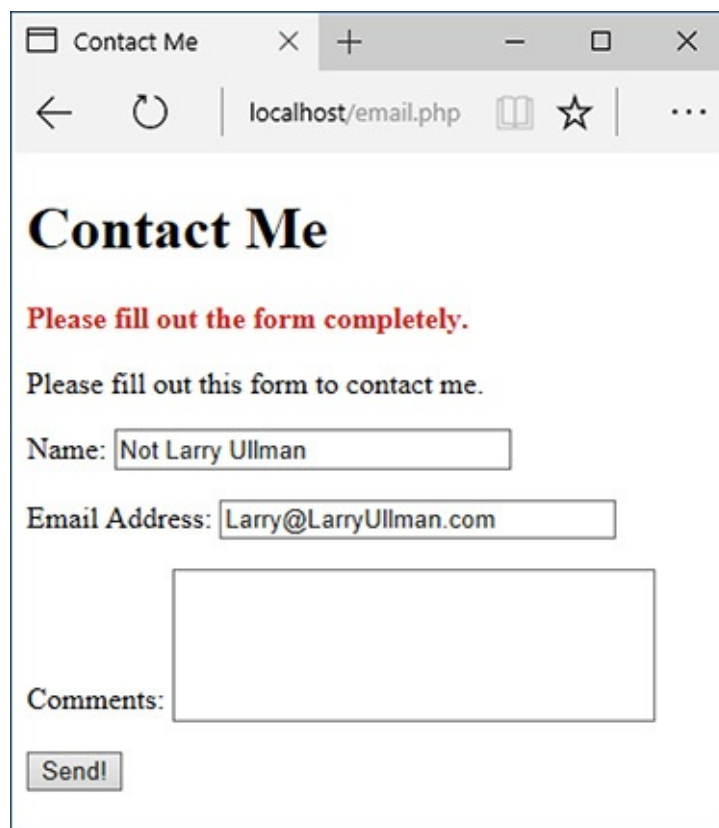 Contact Me
localhost/email.php
Contact Me
Please fill out the form completely.
Please fill out this form to contact me.
Name: Not Larry Ullman
Email Address: Larry@LarryUllman.com
Comments:
Send!